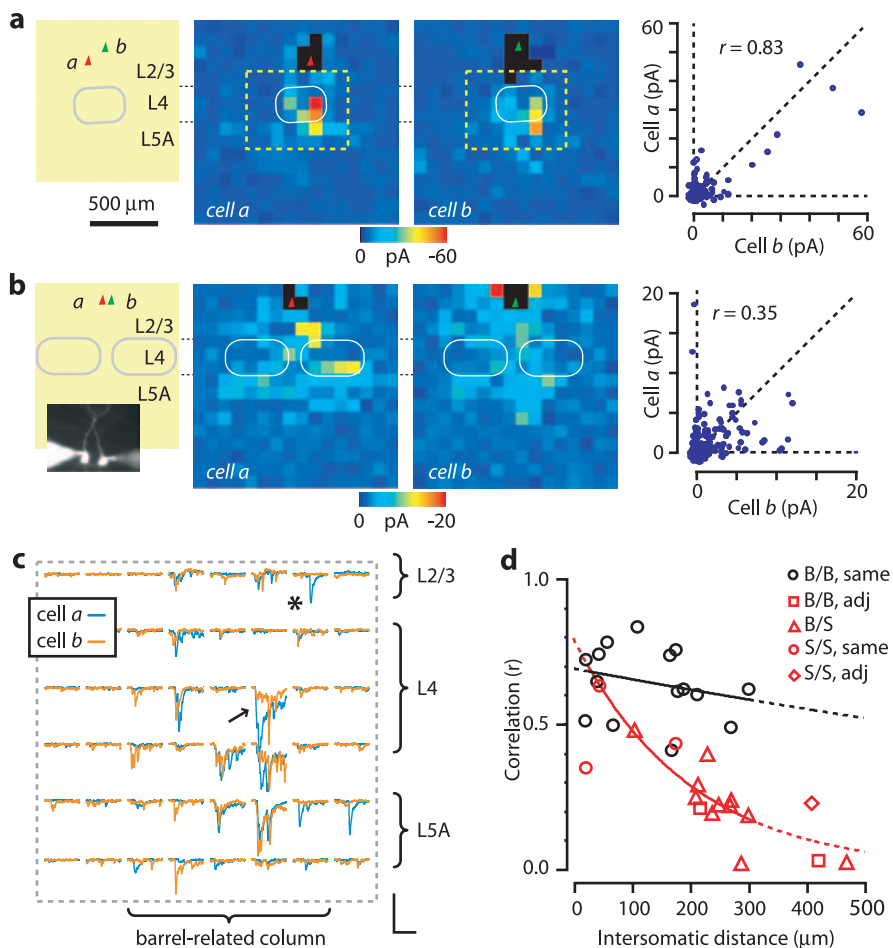 a
a
b
L2/3
L4
L5A
500 μm
cell a
cell b
0 pA -60
60
Cell a (pA)
0
r = 0.83
0 60
Cell b (pA)
b
a b
L2/3
L4
L5A
cell a
cell b
0 pA -20
20
Cell a (pA)
0
r = 0.35
0 20
Cell b (pA)
c
cell a
cell b
*
L2/3
L4
L5A
barrel-related column
d
B/B, same
B/B, adj
B/S
S/S, same
S/S, adj
1.0
0.5
0.0
Correlation (r)
0 100 200 300 400 500
Intersomatic distance (μm)